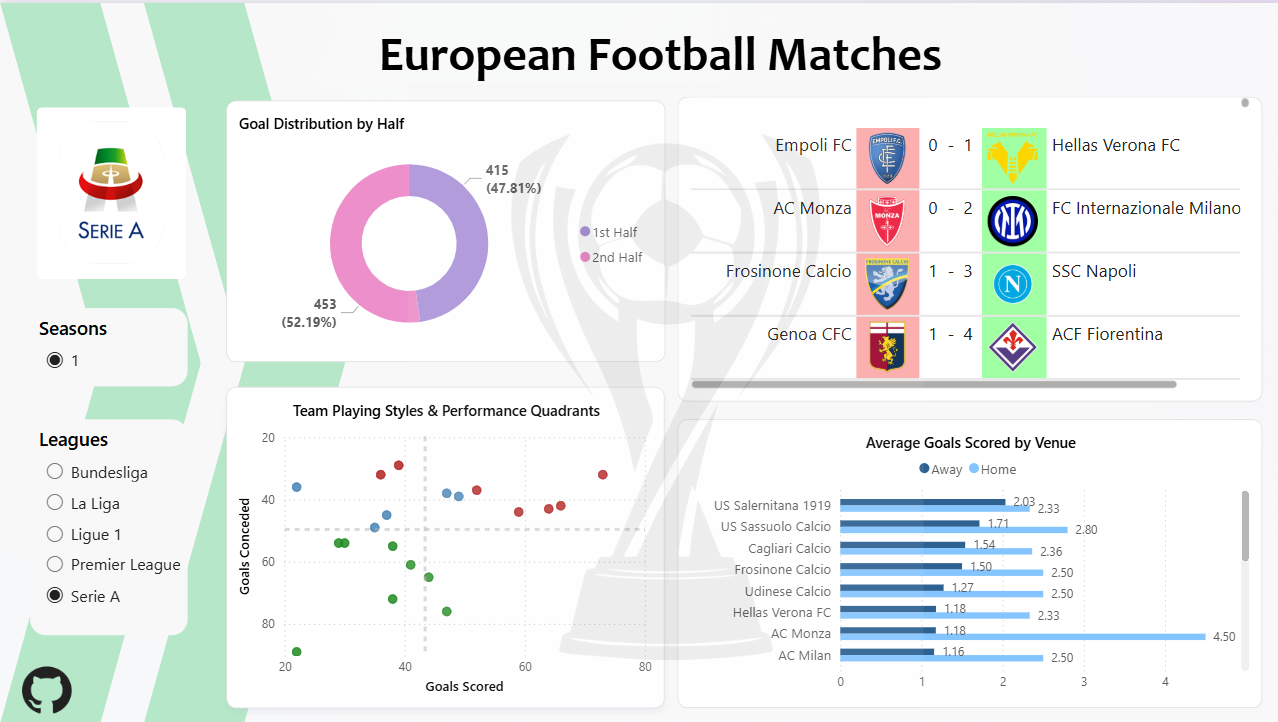 European Football Matches
SERIE A
Seasons
1
Leagues
Bundesliga
La Liga
Ligue 1
Premier League
Serie A
Goal Distribution by Half
415
(47.81%)
453
(52.19%)
1st Half
2nd Half
Empoli FC 0 - 1 Hellas Verona FC
AC Monza 0 - 2 FC Internazionale Milano
Frosinone Calcio 1 - 3 SSC Napoli
Genoa CFC 1 - 4 ACF Fiorentina
EMPOLI F.C.
HELLAS VERONA FC
MONZA
FROSINONE CALCIO
N
Team Playing Styles & Performance Quadrants
Goals Conceded
20
40
60
80
20 40 60 80
Goals Scored
Average Goals Scored by Venue
Away Home
US Salernitana 1919 2.03 2.33
US Sassuolo Calcio 1.71 2.80
Cagliari Calcio 1.54 2.36
Frosinone Calcio 1.50 2.50
Udinese Calcio 1.27 2.50
Hellas Verona FC 1.18 2.33
AC Monza 1.18 4.50
AC Milan 1.16 2.50
0 1 2 3 4